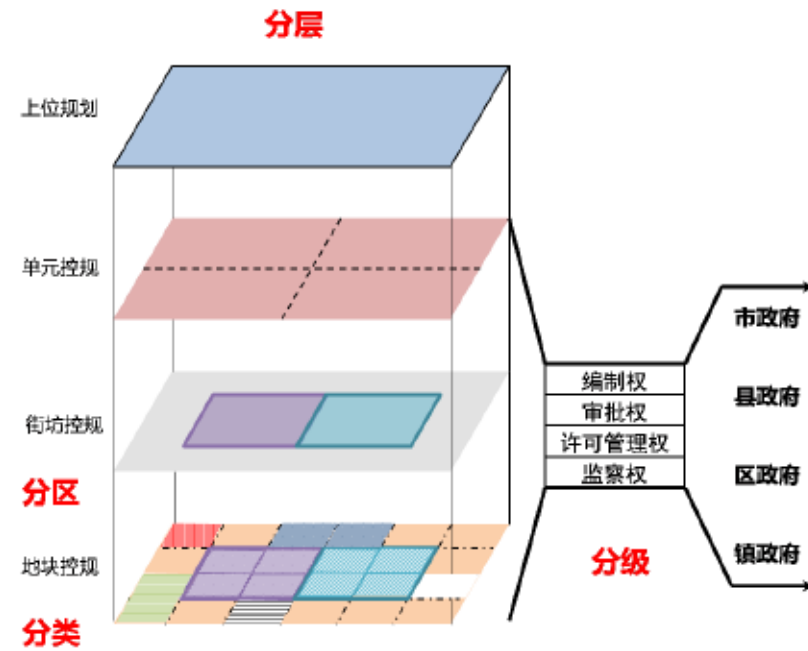 分层
上位规划
单元控规
街坊控规
分区
地块控规
分类
编制权
审批权
许可管理权
监察权
分级
市政府
县政府
区政府
镇政府